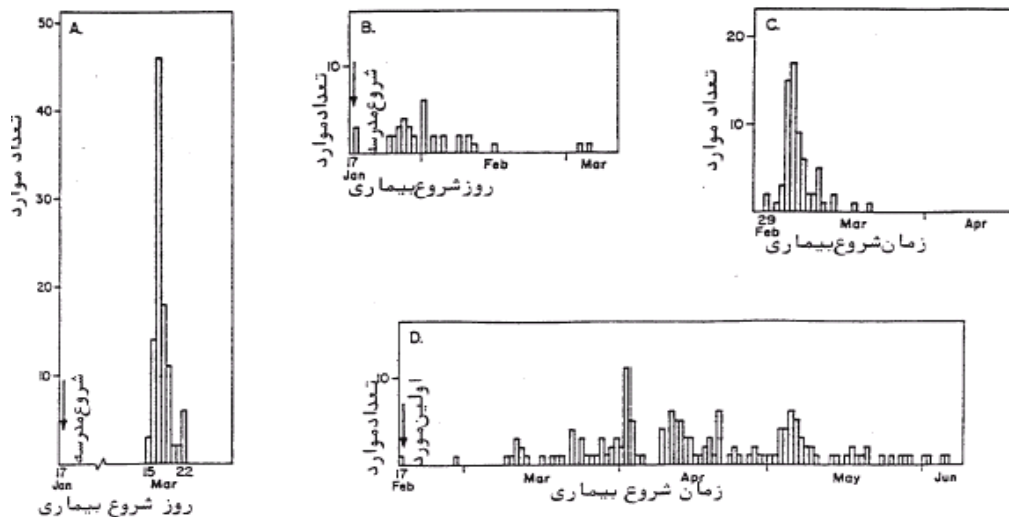 A.
50
40
30
20
10
تعداد موارد
شروع مدرسه
17
Jan
15 22
Mar
روز شروع بیماری
B.
10
تعداد موارد
شروع مدرسه
17
Jan
Feb
Mar
روز شروع بیماری
C.
20
10
تعداد موارد
29
Feb
Mar
Apr
زمان شروع بیماری
D.
10
تعداد موارد
اولین مورد
17
Feb
Mar
Apr
May
Jun
زمان شروع بیماری